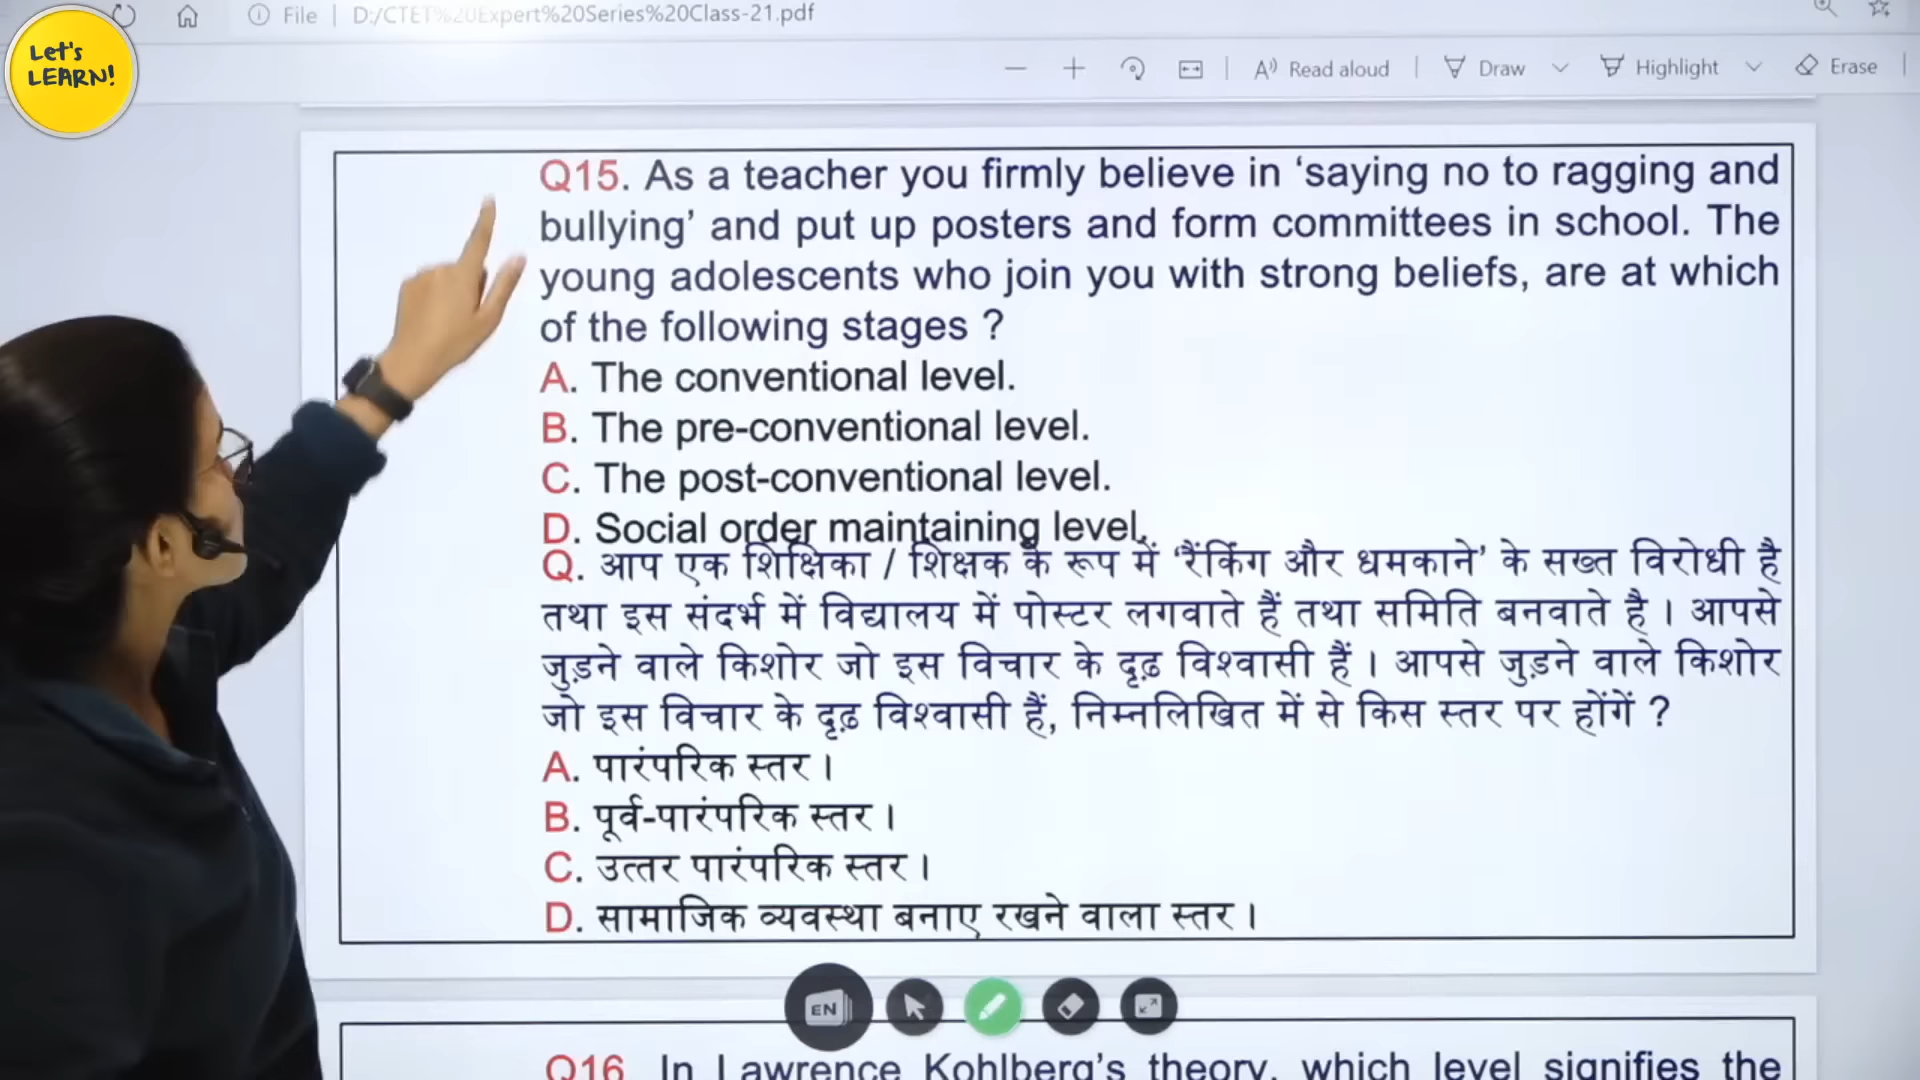 File | D:/CTET%20Expert%20Series%20Class-21.pdf
Let's
LEARN!
Read aloud
Draw
Highlight
Erase
Q15. As a teacher you firmly believe in ‘saying no to ragging and
bullying’ and put up posters and form committees in school. The
young adolescents who join you with strong beliefs, are at which
of the following stages ?
A. The conventional level.
B. The pre-conventional level.
C. The post-conventional level.
D. Social order maintaining level.
Q. आप एक शिक्षिका / शिक्षक के रूप में ‘रैंकिंग और धमकाने’ के सख्त विरोधी है
तथा इस संदर्भ में विद्यालय में पोस्टर लगवाते हैं तथा समिति बनवाते है । आपसे
जुड़ने वाले किशोर जो इस विचार के दृढ़ विश्वासी हैं । आपसे जुड़ने वाले किशोर
जो इस विचार के दृढ़ विश्वासी हैं, निम्नलिखित में से किस स्तर पर होंगें ?
A. पारंपरिक स्तर ।
B. पूर्व-पारंपरिक स्तर ।
C. उत्तर पारंपरिक स्तर ।
D. सामाजिक व्यवस्था बनाए रखने वाला स्तर ।
EN
Q16. In Lawrence Kohlberg's theory, which level signifies the